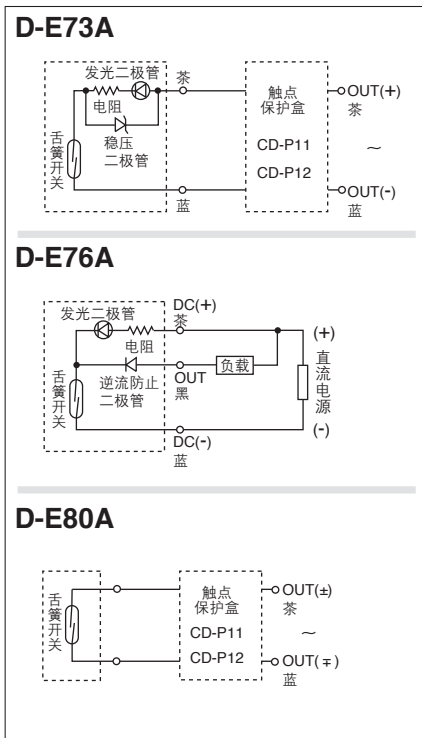 D-E73A
发光二极管
茶
电阻
稳压
二极管
舌簧开关
蓝
触点
保护盒
CD-P11
CD-P12
OUT(+)
茶
~
OUT(-)
蓝
D-E76A
发光二极管
DC(+)
茶
电阻
逆流防止
二极管
OUT
黑
负载
舌簧开关
DC(-)
蓝
(+)
直流电源
(-)
D-E80A
舌簧开关
触点
保护盒
CD-P11
CD-P12
OUT(±)
茶
~
OUT(∓)
蓝